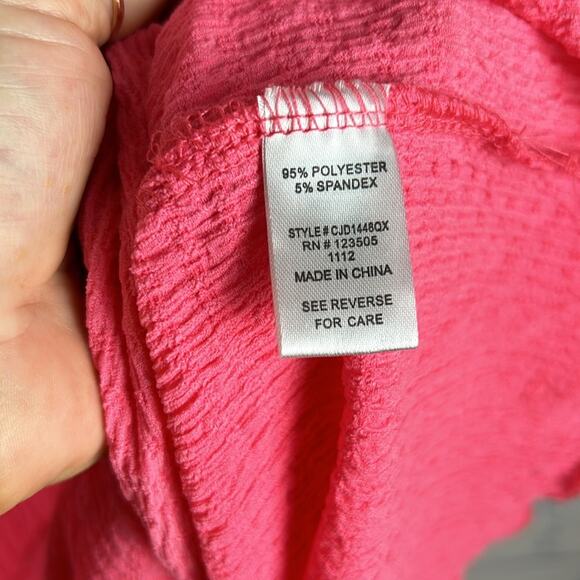 95% POLYESTER
5% SPANDEX
STYLE # CJD1448QX
RN # 123505
1112
MADE IN CHINA
SEE REVERSE
FOR CARE